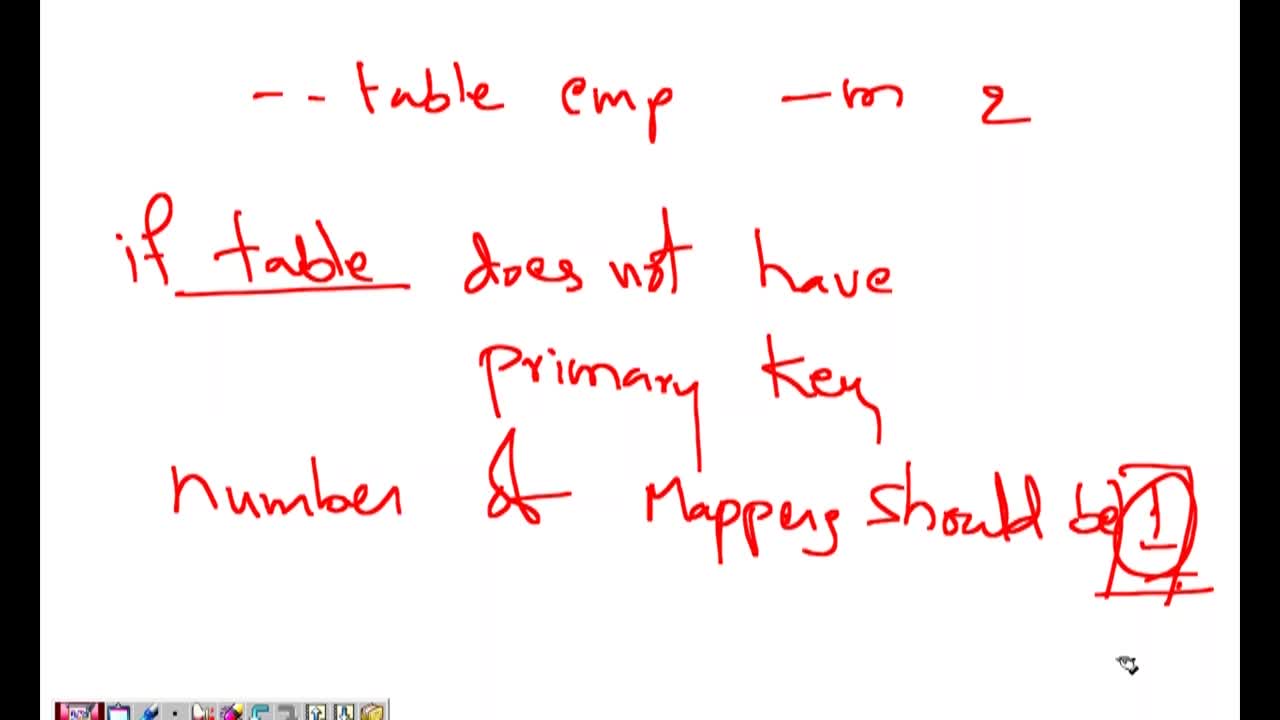 -- table emp -m 2
if table does not have
primary key
number of Mappers should be 1